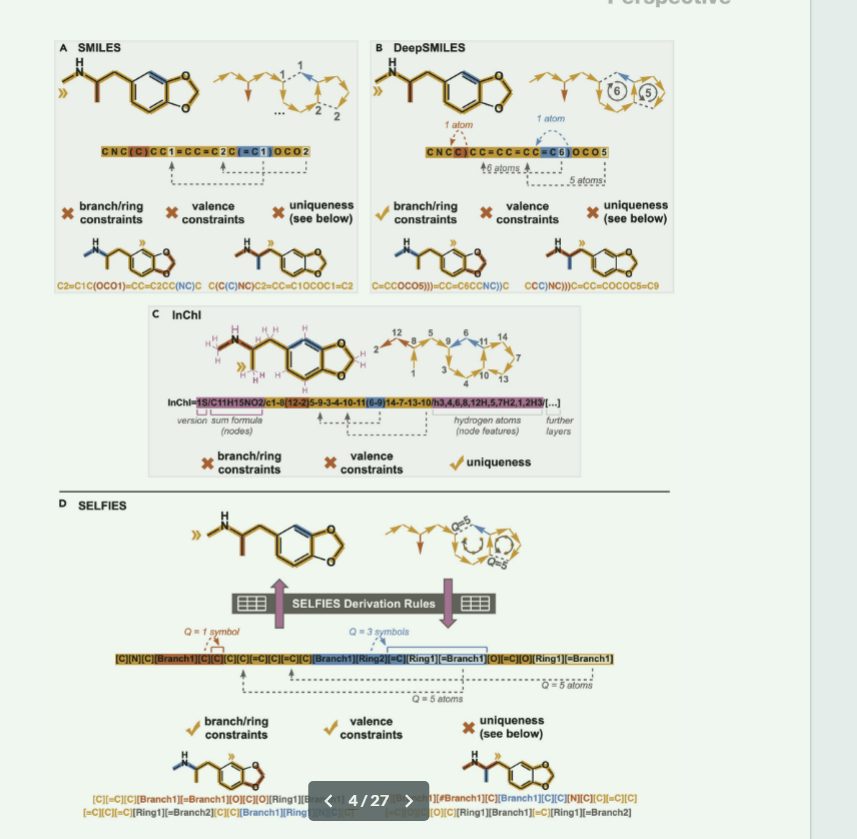 Perspective
A SMILES
H
N
O
O
1
1
...
2
2
CNC(C)CC1=CC=C2C(=C1)OCO2
branch/ring
constraints
valence
constraints
uniqueness
(see below)
H
N
O
O
H
N
O
O
C2=C1C(OCO1)=CC=C2CC(NC)C C(C(C)NC)C2=CC=C1OCOC1=C2
B DeepSMILES
H
N
O
O
6
5
1 atom
1 atom
CNCC)CC=CC=CC=C6)OCO5
6 atoms
5 atoms
branch/ring
constraints
valence
constraints
uniqueness
(see below)
H
N
O
O
H
N
O
O
C=CCOCO5)))=CC=C6CCNC))C CCC)NC)))C=CC=COCOC5=C9
C InChI
H
N
O
O
2
12
8
5
9
6
11
14
7
1
3
4
10
13
InChI=1S/C11H15NO2/c1-8(12-2)5-9-3-4-10-11(6-9)14-7-13-10/h3,4,6,8,12H,5,7H2,1,2H3/[...]
version sum formula
(nodes)
hydrogen atoms
(node features)
further
layers
branch/ring
constraints
valence
constraints
uniqueness
D SELFIES
H
N
O
O
Q=5
Q=5
SELFIES Derivation Rules
Q = 1 symbol
Q = 3 symbols
[C][N][C][Branch1][C][C][C][C][=C][C][=C][C][Branch1][Ring2][=C][Ring1][=Branch1][O][=C][O][Ring1][=Branch1]
Q = 5 atoms
Q = 5 atoms
branch/ring
constraints
valence
constraints
uniqueness
(see below)
H
N
O
O
H
N
O
O
[C][=C][C][Branch1][=Branch1][O][C][O][Ring1]
[#Branch1][C][Branch1][C][C][N][C][C][=C][C]
[=C][C][=C][Ring1][=Branch2][C][C][Branch1]
[O][C][Ring1][Branch1][=C][Ring1][=Branch2]
4 / 27